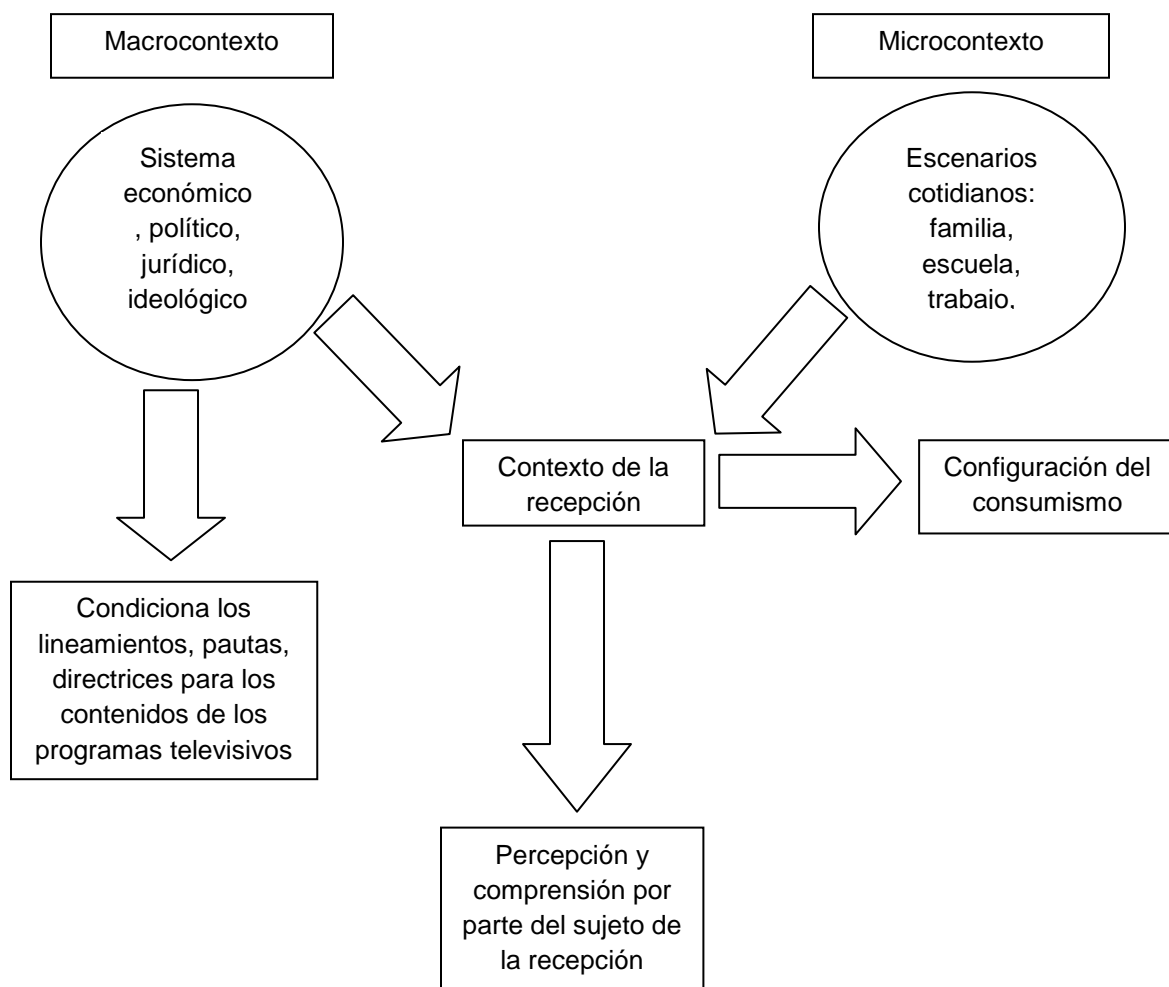 Macrocontexto
Microcontexto
Sistema
económico
, político,
jurídico,
ideológico
Escenarios
cotidianos:
familia,
escuela,
trabajo.
Contexto de la
recepción
Configuración del
consumismo
Condiciona los
lineamientos, pautas,
directrices para los
contenidos de los
programas televisivos
Percepción y
comprensión por
parte del sujeto de
la recepción